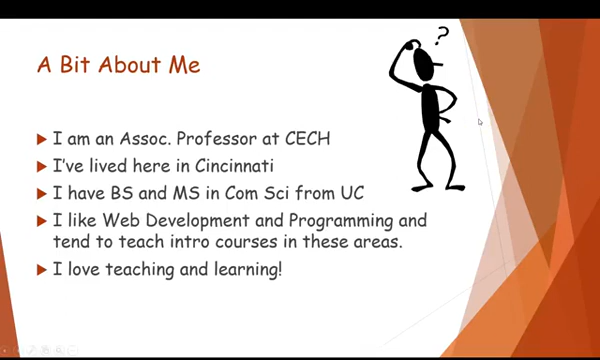 ?
A Bit About Me
I am an Assoc. Professor at CECH
I've lived here in Cincinnati
I have BS and MS in Com Sci from UC
I like Web Development and Programming and
tend to teach intro courses in these areas.
I love teaching and learning!